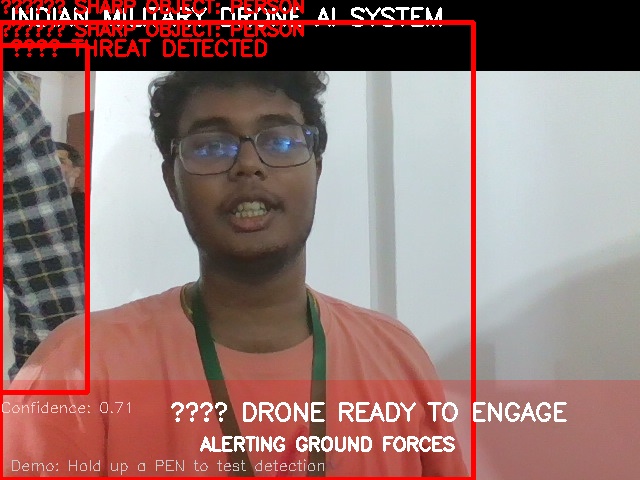 ?????? SHARP OBJECT: PERSON
INDIAN MILITARY DRONE AI SYSTEM
?????? SHARP OBJECT: PERSON
???? THREAT DETECTED
Confidence: 0.71
???? DRONE READY TO ENGAGE
ALERTING GROUND FORCES
Demo: Hold up a PEN to test detection